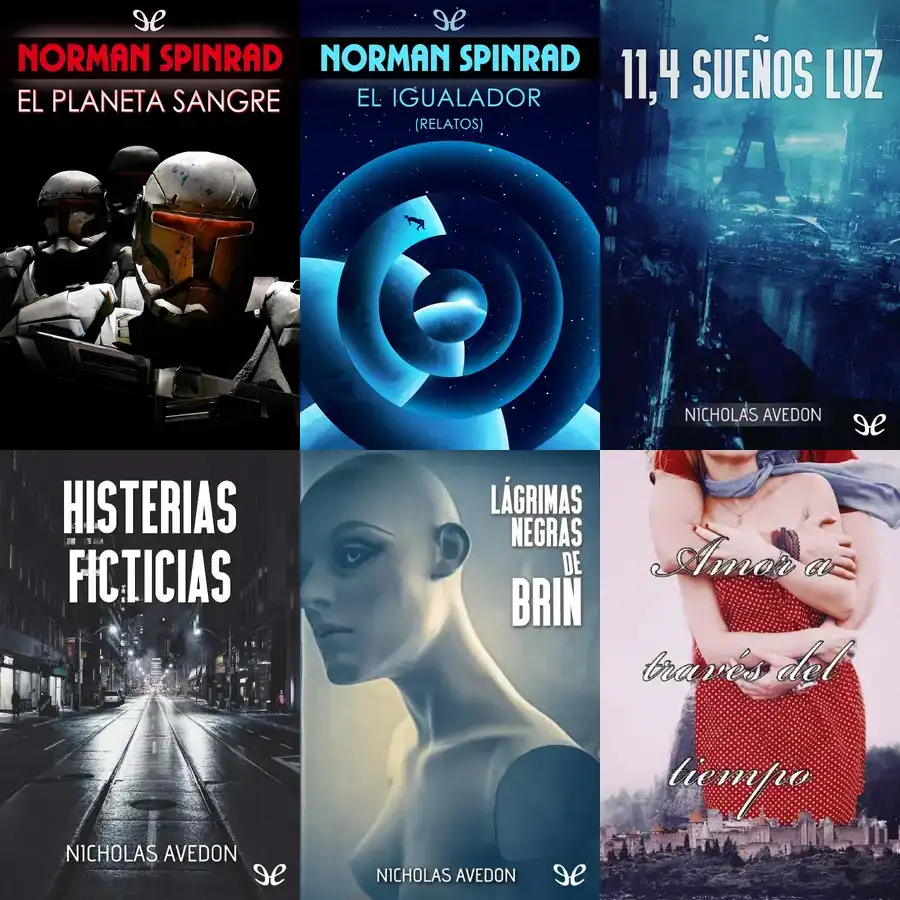 NORMAN SPINRAD
EL PLANETA SANGRE
NORMAN SPINRAD
EL IGUALADOR
(RELATOS)
11,4 SUEÑOS LUZ
NICHOLAS AVEDON
HISTERIAS
FICTICIAS
NICHOLAS AVEDON
LÁGRIMAS
NEGRAS
DE
BRIN
NICHOLAS AVEDON
Amor a
través del
tiempo